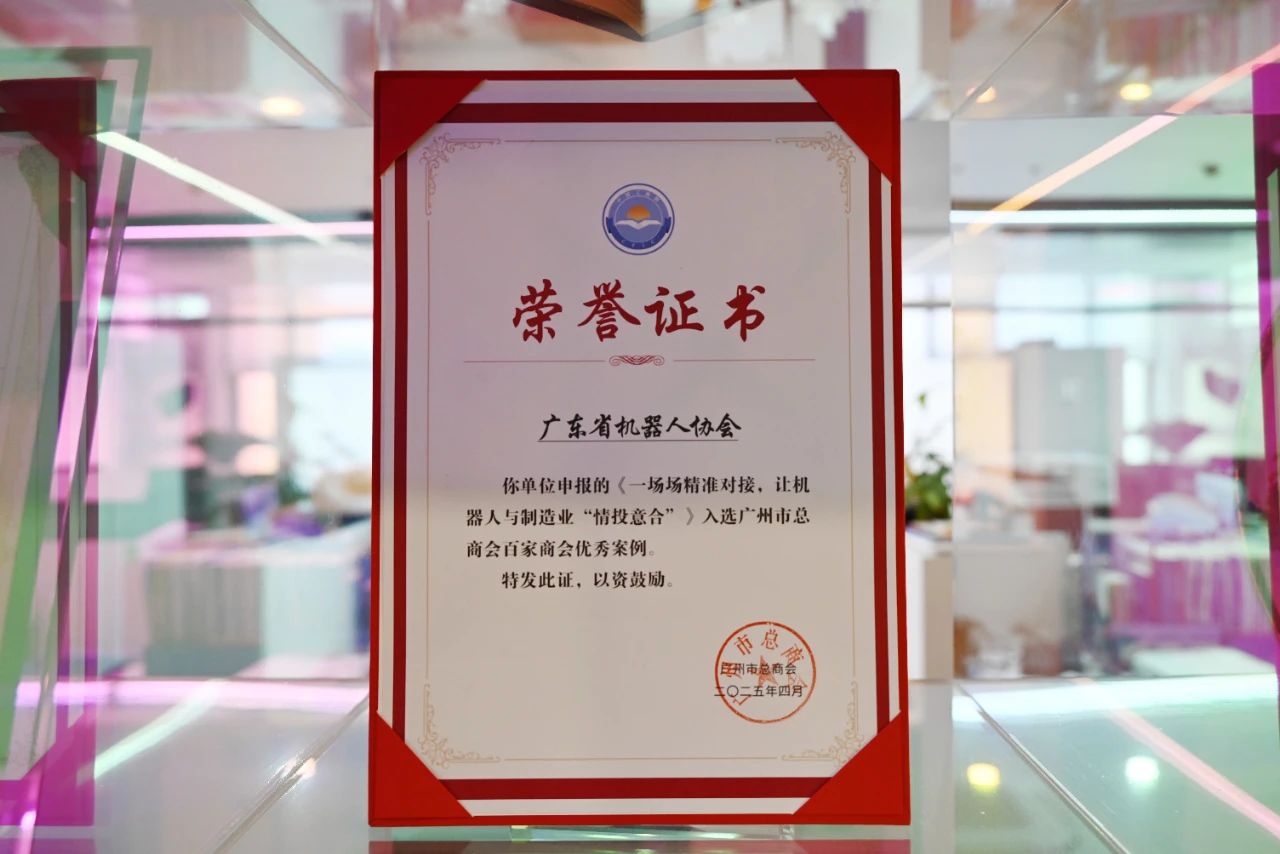 荣誉证书
广东省机器人协会
你单位申报的《一场场精准对接，让机
器人与制造业“情投意合”》入选广州市总
商会百家商会优秀案例。
特发此证，以资鼓励。
广州市总商会
二〇二五年四月